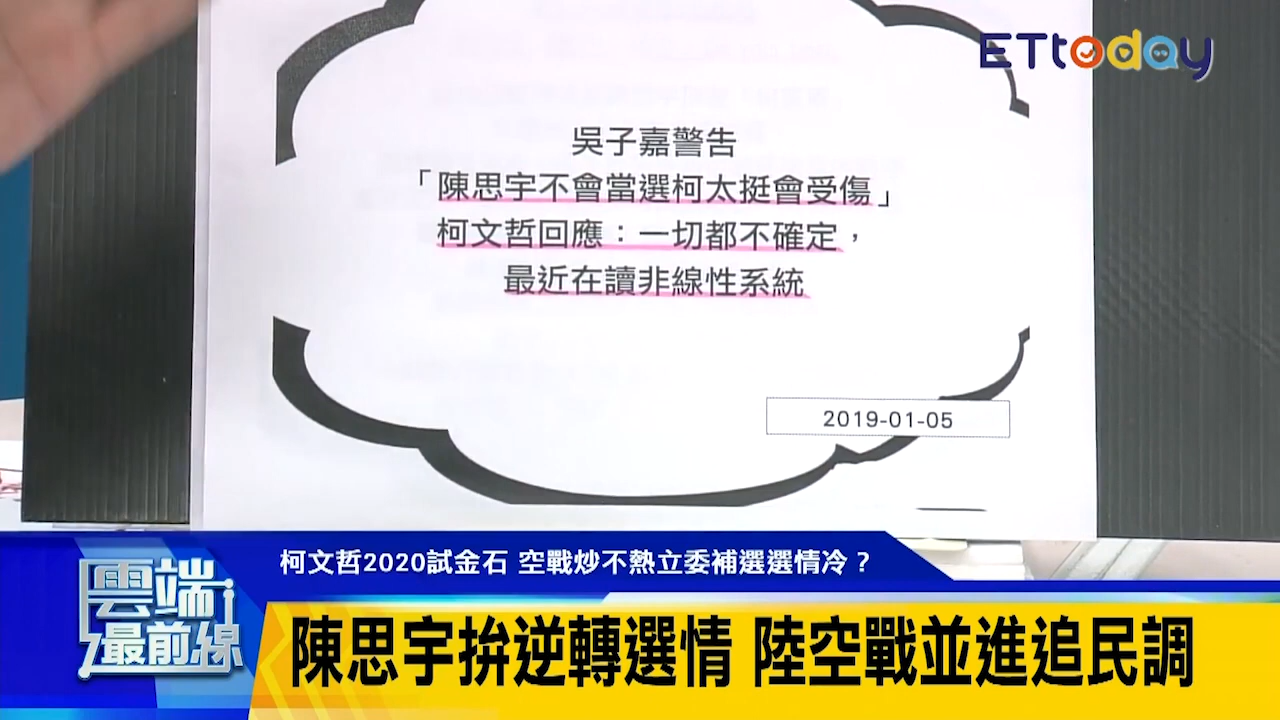 ETtoday
吳子嘉警告
「陳思宇不會當選柯太挺會受傷」
柯文哲回應：一切都不確定，
最近在讀非線性系統
2019-01-05
柯文哲2020試金石 空戰炒不熱立委補選選情冷？
雲端最前線
陳思宇拚逆轉選情 陸空戰並進追民調